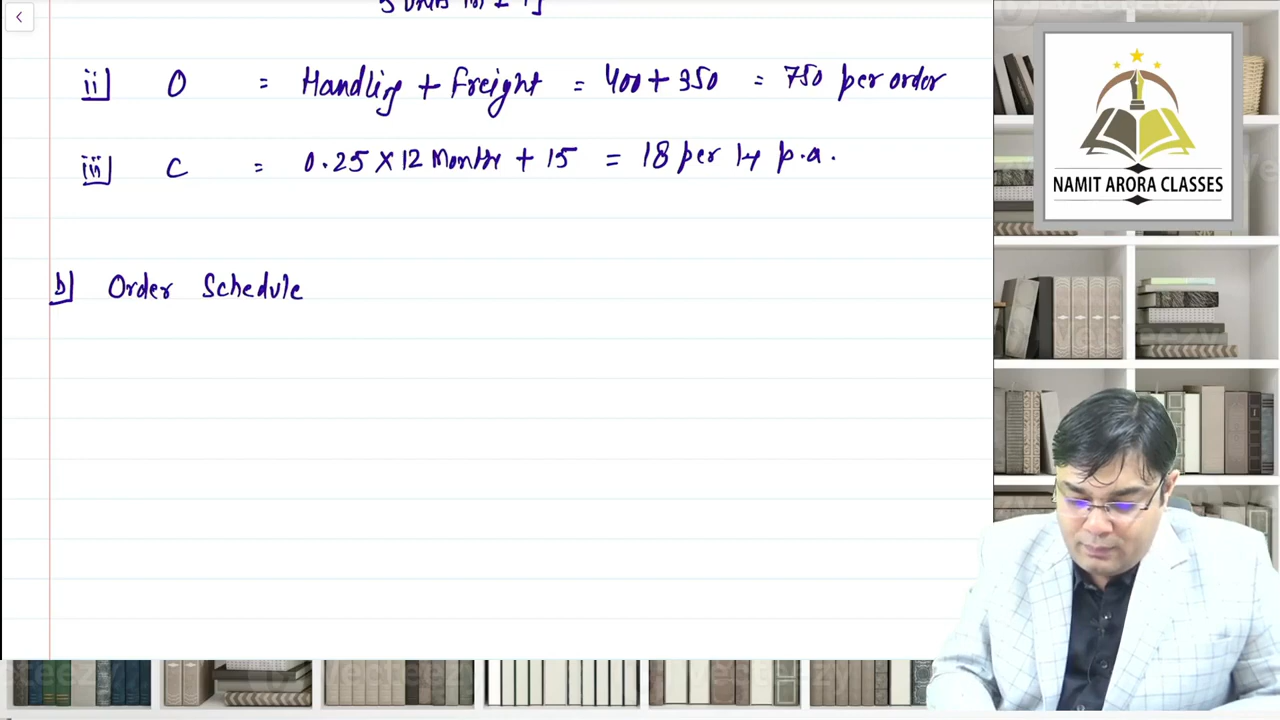 ii] O = Handling + Freight = 400 + 350 = 750 per order
iii] C = 0.25 X 12 Months + 15 = 18 per p.a.
b] Order Schedule
NAMIT ARORA CLASSES
vecteezy